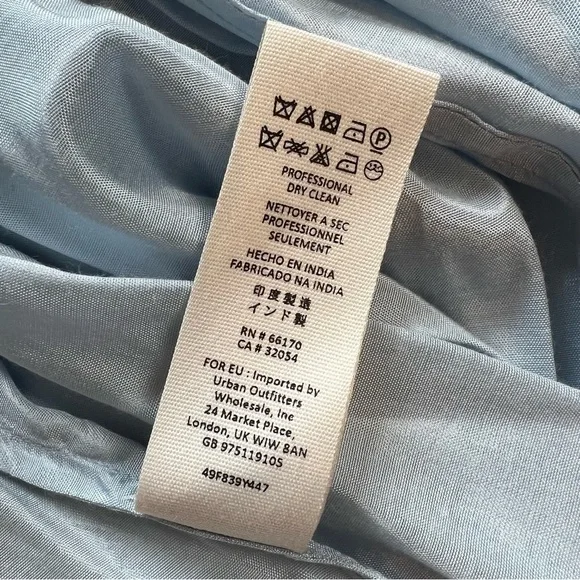 P
PROFESSIONAL
DRY CLEAN
NETTOYER A SEC
PROFESSIONNEL
SEULEMENT
HECHO EN INDIA
FABRICADO NA INDIA
印度製造
インド製
RN # 66170
CA # 32054
FOR EU : Imported by
Urban Outfitters
Wholesale, Inc
24 Market Place,
London, UK WIW 8AN
GB 975119105
49F839Y447